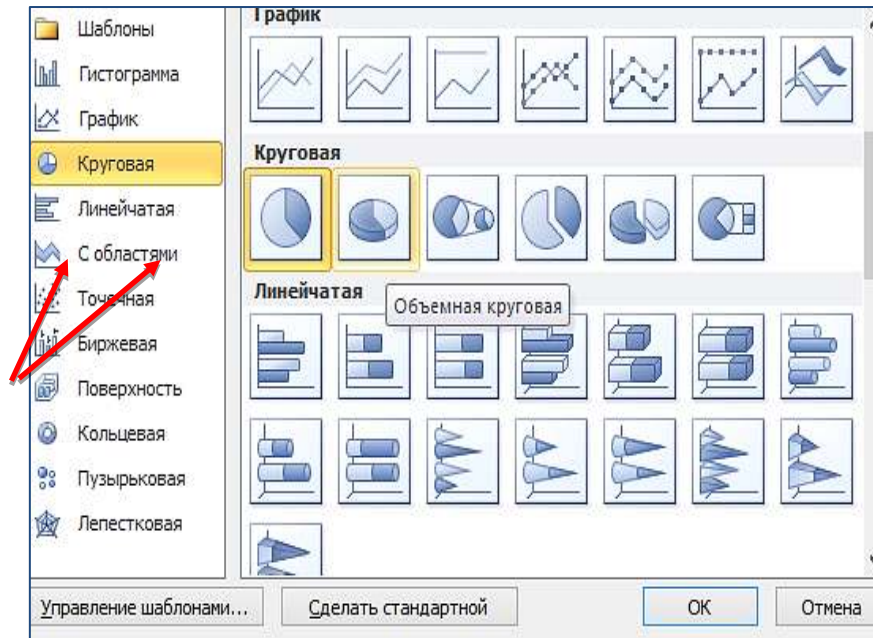 Шаблоны
Гистограмма
График
Круговая
Линейчатая
С областями
Точечная
Биржевая
Поверхность
Кольцевая
Пузырьковая
Лепестковая
График
Круговая
Линейчатая
Объемная круговая
Управление шаблонами...
Сделать стандартной
ОК
Отмена